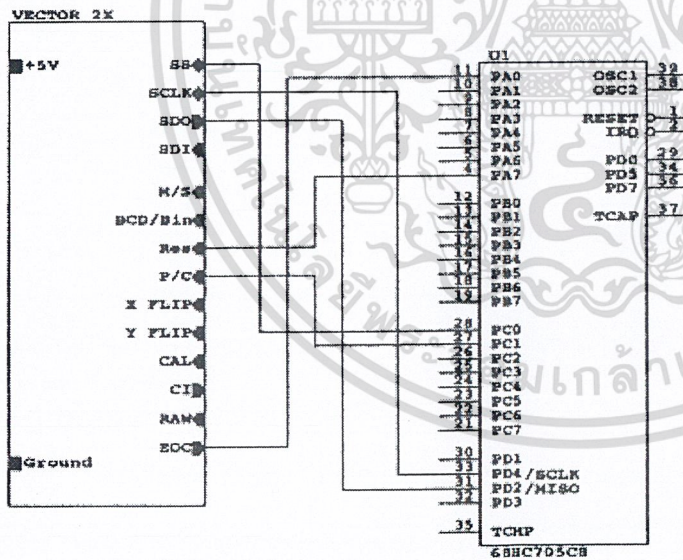 VECTOR 2X
+5V
SS
SCLK
SDO
SDI
M/S
BCD/Bin
Res
P/C
X FLIP
Y FLIP
CAL
CI
RAW
EOC
Ground
U1
11 PA0
10 PA1
9 PA2
8 PA3
7 PA4
6 PA5
5 PA6
4 PA7
12 PB0
13 PB1
14 PB2
15 PB3
16 PB4
17 PB5
18 PB6
19 PB7
28 PC0
27 PC1
26 PC2
25 PC3
24 PC4
23 PC5
22 PC6
21 PC7
30 PD1
33 PD4/SCLK
31 PD2/MISO
32 PD3
35 TCMP
OSC1 39
OSC2 38
RESET 1
IRQ 2
PD0 29
PD5 34
PD7 36
TCAP 37
68HC705C8